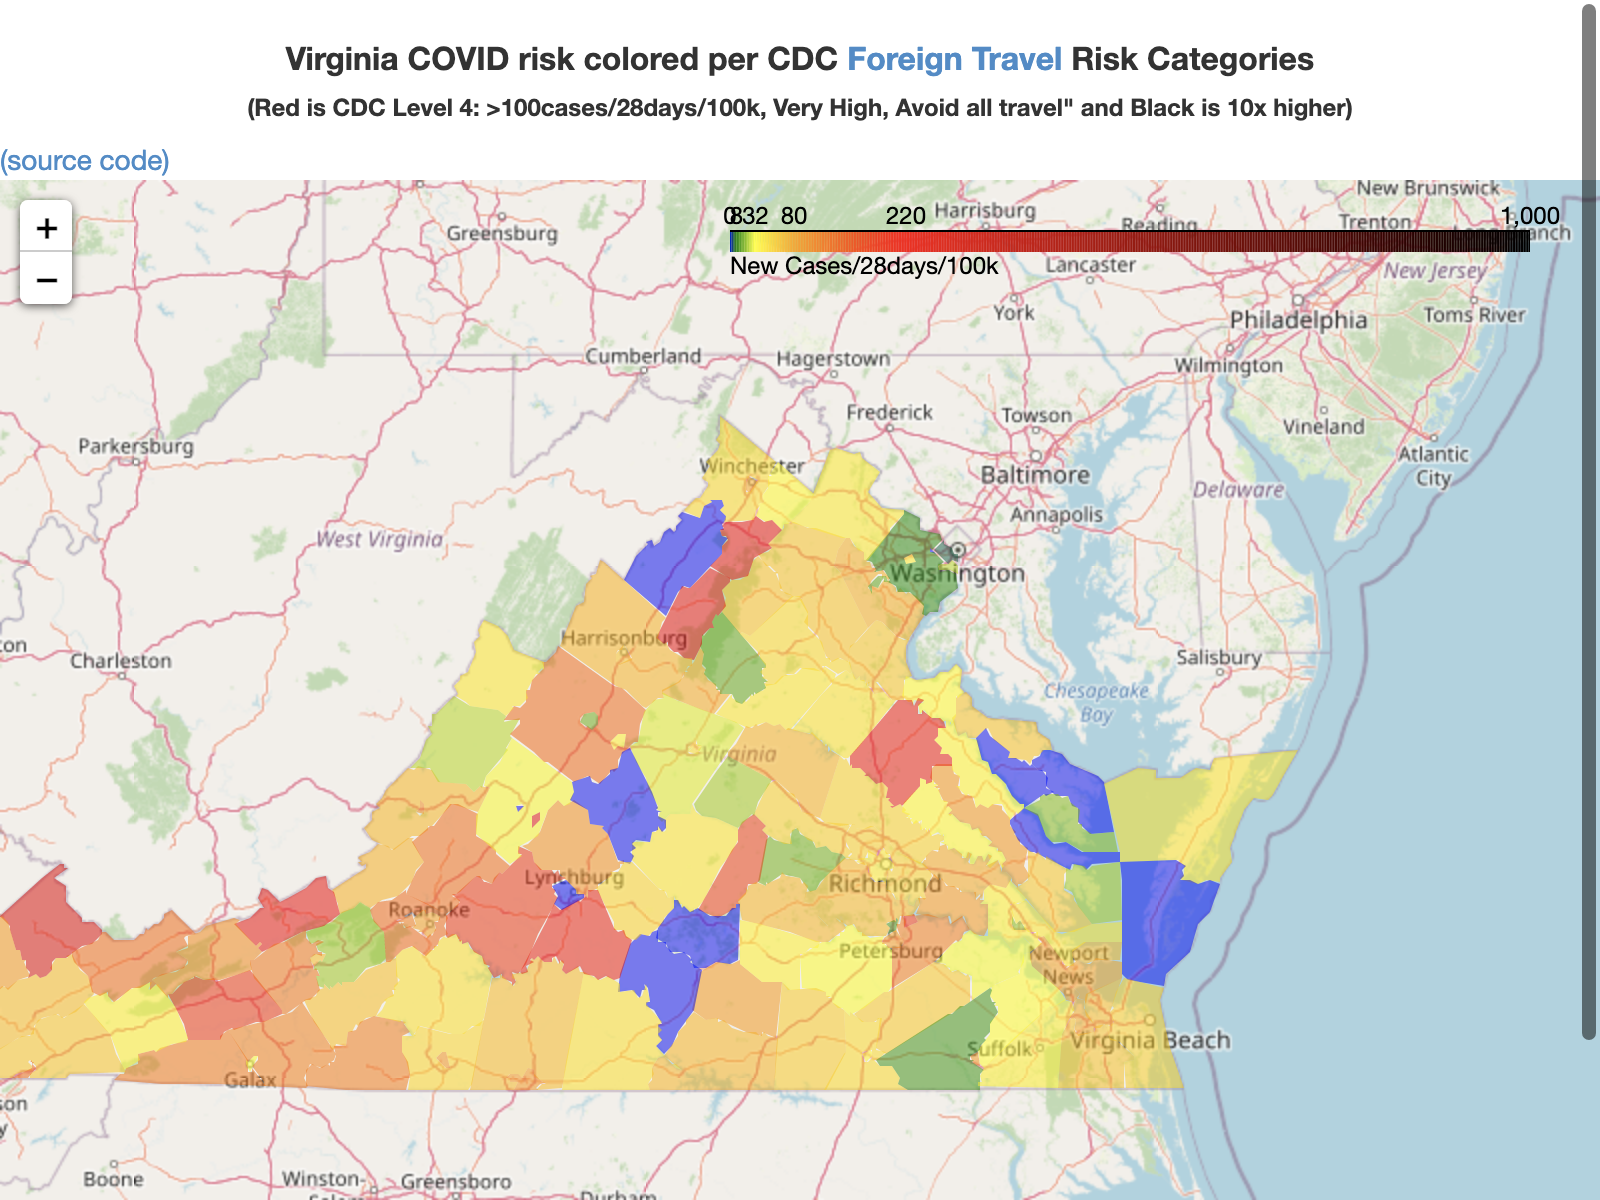 Virginia COVID risk colored per CDC Foreign Travel Risk Categories
(Red is CDC Level 4: >100cases/28days/100k, Very High, Avoid all travel" and Black is 10x higher)
(source code)
+
−
New Brunswick
0 8 32 80 220 1,000
Harrisburg
Reading
Trenton
Long Branch
Greensburg
New Cases/28days/100k
Lancaster
New Jersey
York
Philadelphia
Toms River
Cumberland
Hagerstown
Wilmington
Frederick
Towson
Vineland
Parkersburg
Winchester
Baltimore
Atlantic
City
Delaware
Annapolis
West Virginia
Washington
Harrisonburg
Charleston
Salisbury
Chesapeake
Bay
Virginia
Lynchburg
Richmond
Roanoke
Petersburg
Newport
News
Suffolk
Virginia Beach
Galax
Boone
Winston-
Salem
Greensboro
Durham